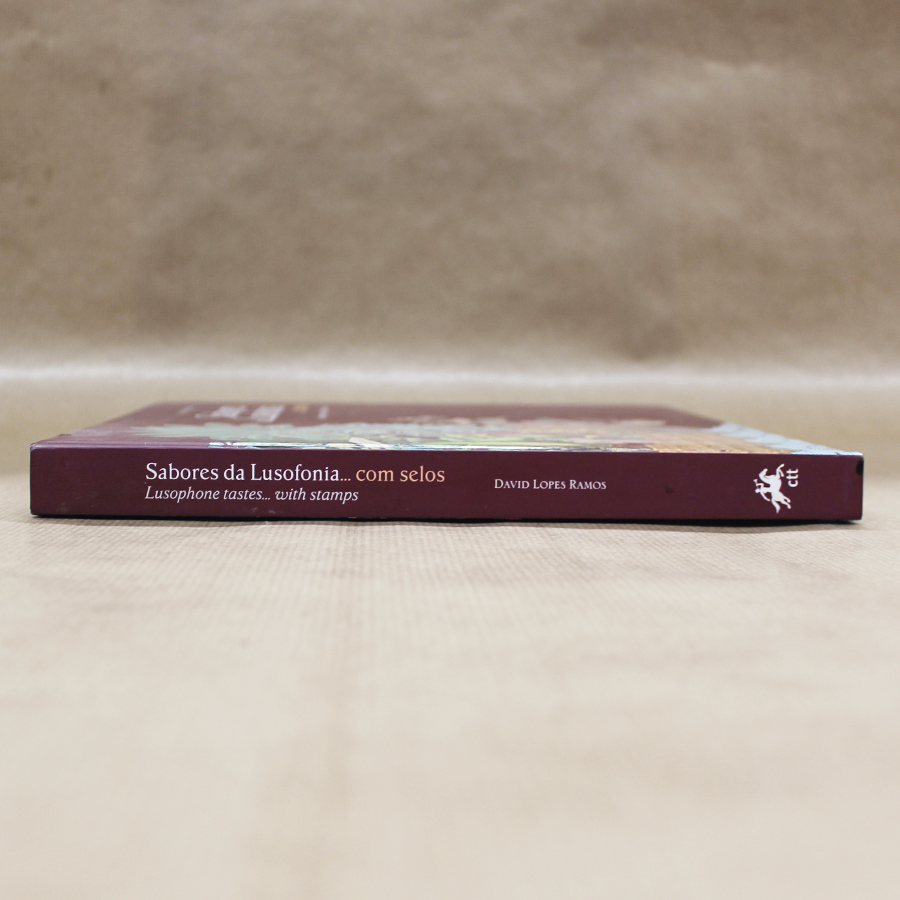 Sabores da Lusofonia... com selos
Lusophone tastes... with stamps
DAVID LOPES RAMOS
ctt